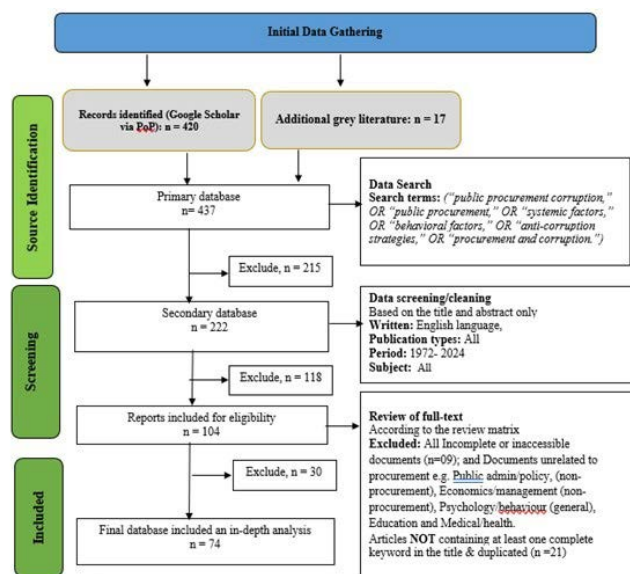 Initial Data Gathering
Records identified (Google Scholar
via PoP): n = 420
Additional grey literature: n = 17
Source Identification
Primary database
n= 437
Data Search
Search terms: (“public procurement corruption,”
OR “public procurement,” OR “systemic factors,”
OR “behavioral factors,” OR “anti-corruption
strategies,” OR “procurement and corruption.”)
Exclude, n = 215
Screening
Secondary database
n = 222
Data screening/cleaning
Based on the title and abstract only
Written: English language,
Publication types: All
Period: 1972- 2024
Subject:  All
Exclude, n = 118
Reports included for eligibility
n = 104
Review of full-text
According to the review matrix
Excluded: All Incomplete or inaccessible
documents (n=09); and Documents unrelated to
procurement e.g. Public admin/policy, (non-
procurement), Economics/management (non-
procurement), Psychology/behaviour (general),
Education and Medical/health.
Articles NOT containing at least one complete
keyword in the title & duplicated (n =21)
Exclude, n = 30
Included
Final database included an in-depth analysis
n = 74